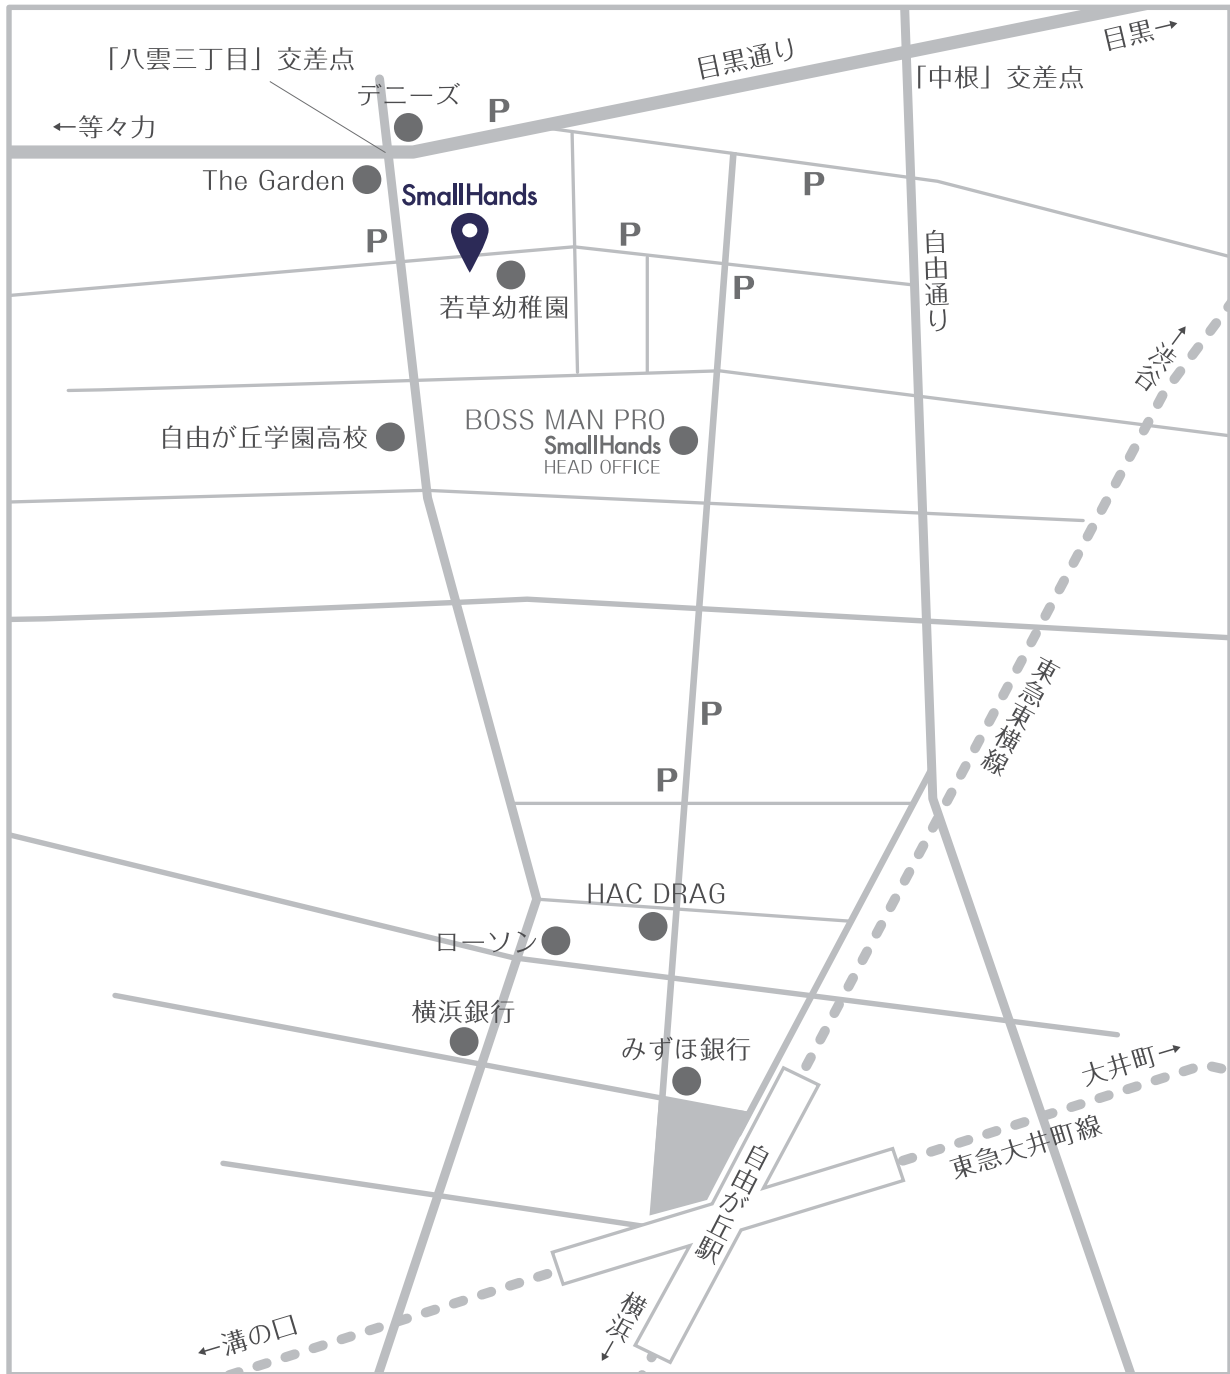 目黒→
目黒通り
「八雲三丁目」交差点
「中根」交差点
デニーズ
P
←等々力
The Garden
SmallHands
P
P
P
自由通り
P
若草幼稚園
→渋谷
自由が丘学園高校
BOSS MAN PRO
SmallHands
HEAD OFFICE
東急東横線
P
P
HAC DRAG
ローソン
横浜銀行
みずほ銀行
大井町→
東急大井町線
自由が丘駅
横浜→
←溝の口